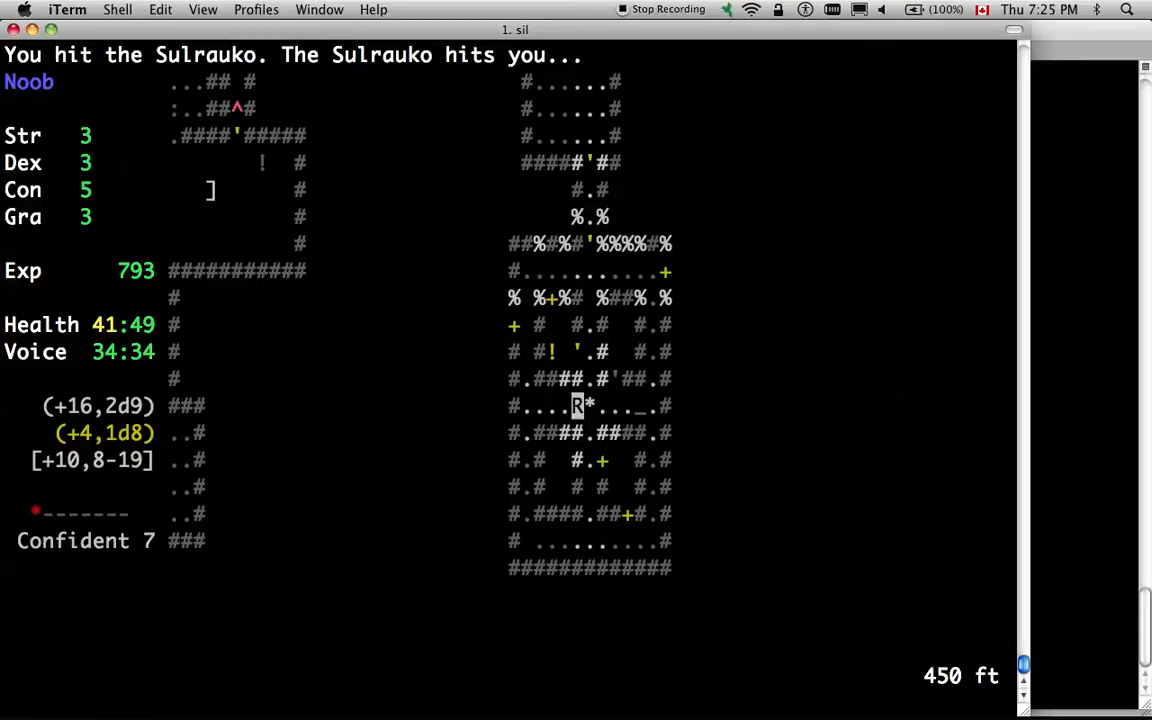 iTerm Shell Edit View Profiles Window Help Stop Recording (100%) Thu 7:25 PM
1. sil
You hit the Sulrauko. The Sulrauko hits you...
Noob ...## # #......#
:..##^# #......#
Str 3 .####'##### #......#
Dex 3 ! # #####'##
Con 5 ] # #.#
Gra 3 # %.%
# ##%#%#'%%%%#%
Exp 793 ########### #..........+
# % %+%# %##%.%
Health 41:49 # + # #.# #.#
Voice 34:34 # # #! '.# #.#
# #.####.#'##.#
(+16,2d9) ### #....R*..._.#
(+4,1d8) ..# #.####.####.#
[+10,8-19] ..# #.# #.+ #.#
..# #.# # # #.#
*------- ..# #.####.##+#.#
Confident 7 ### # ..........#
#############
450 ft